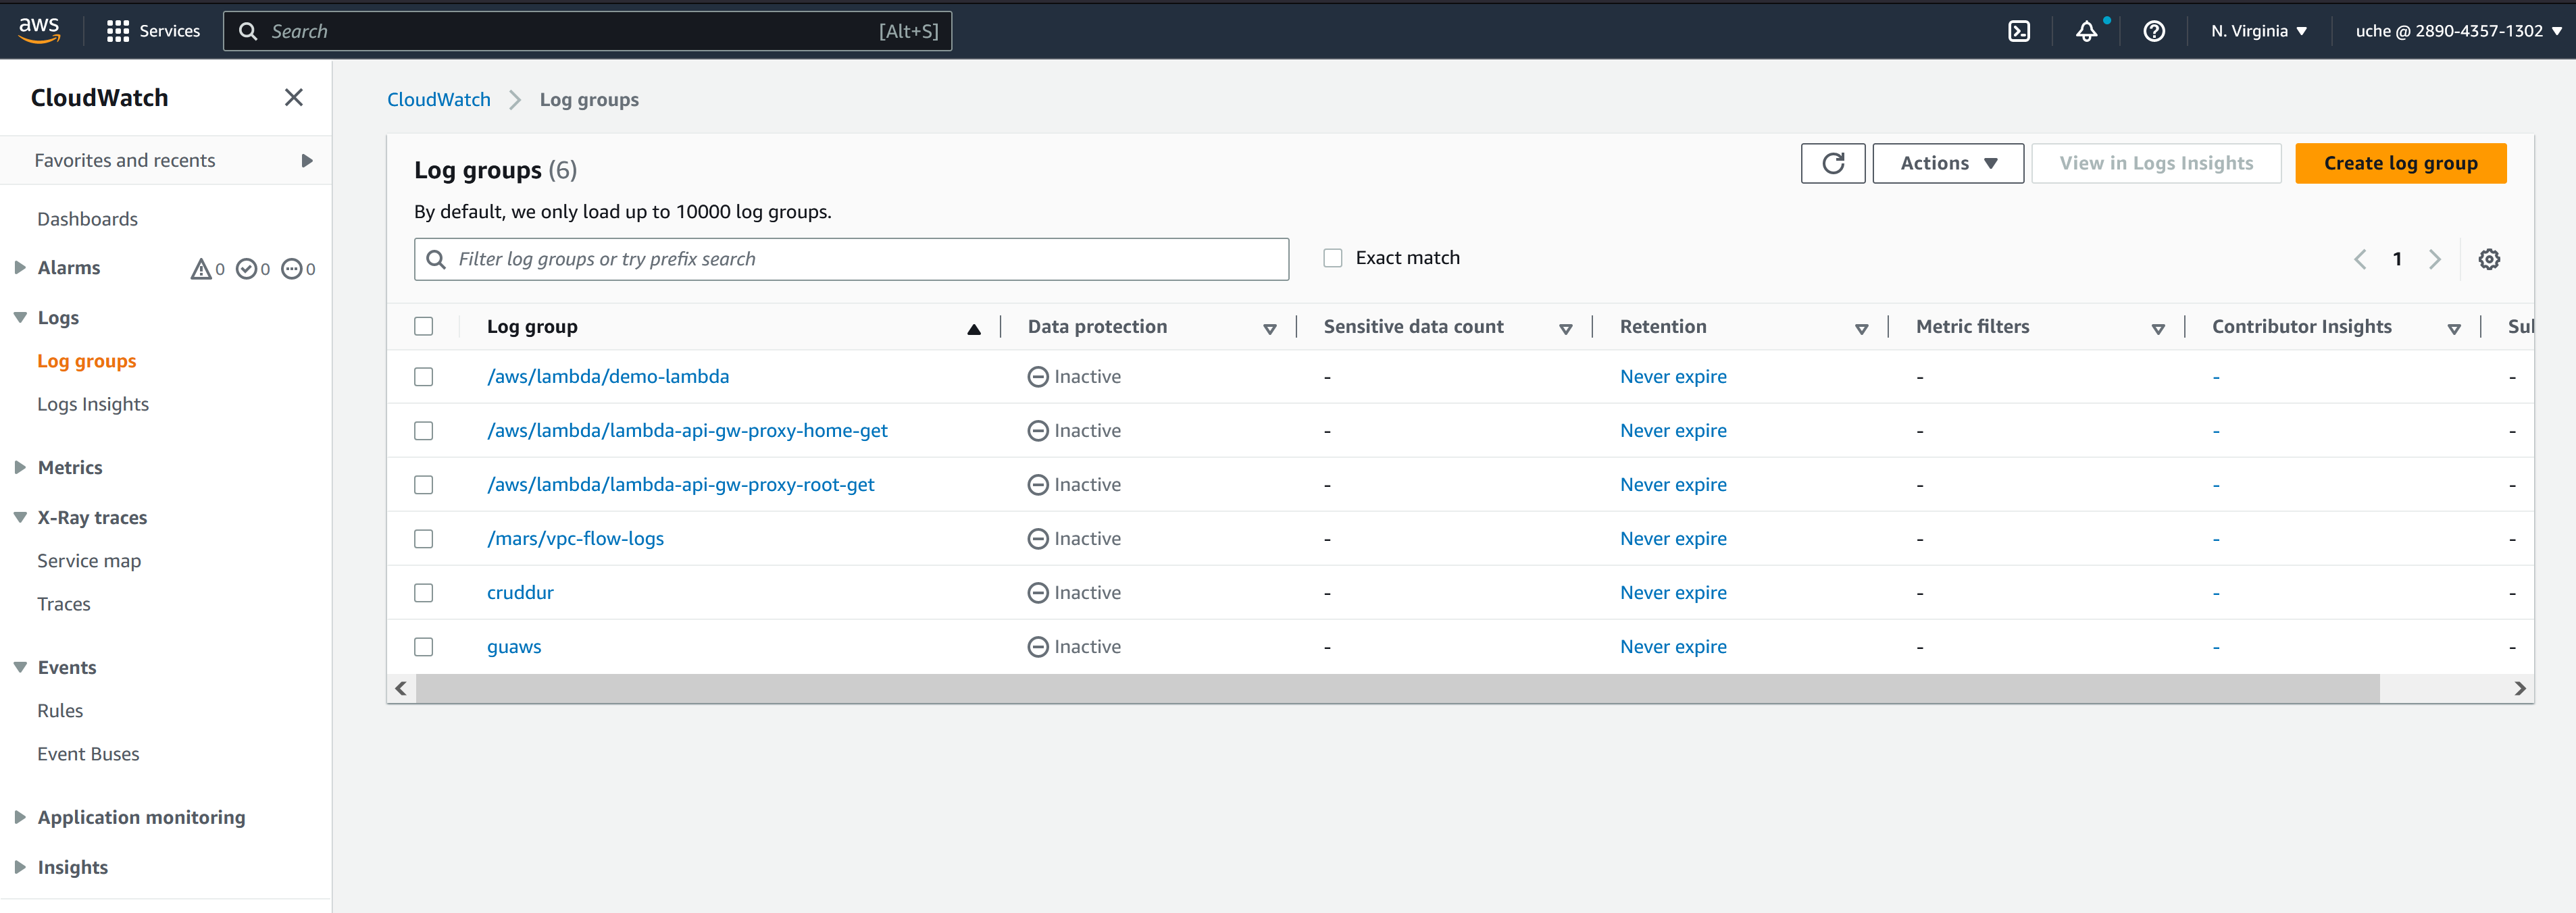 aws Services Search [Alt+S] N. Virginia uche @ 2890-4357-1302
CloudWatch
Favorites and recents
Dashboards
Alarms 0 0 0
Logs
Log groups
Logs Insights
Metrics
X-Ray traces
Service map
Traces
Events
Rules
Event Buses
Application monitoring
Insights
CloudWatch Log groups
Log groups (6) Actions View in Logs Insights Create log group
By default, we only load up to 10000 log groups.
Filter log groups or try prefix search Exact match 1
Log group Data protection Sensitive data count Retention Metric filters Contributor Insights Sul
/aws/lambda/demo-lambda Inactive - Never expire - - -
/aws/lambda/lambda-api-gw-proxy-home-get Inactive - Never expire - - -
/aws/lambda/lambda-api-gw-proxy-root-get Inactive - Never expire - - -
/mars/vpc-flow-logs Inactive - Never expire - - -
cruddur Inactive - Never expire - - -
guaws Inactive - Never expire - - -